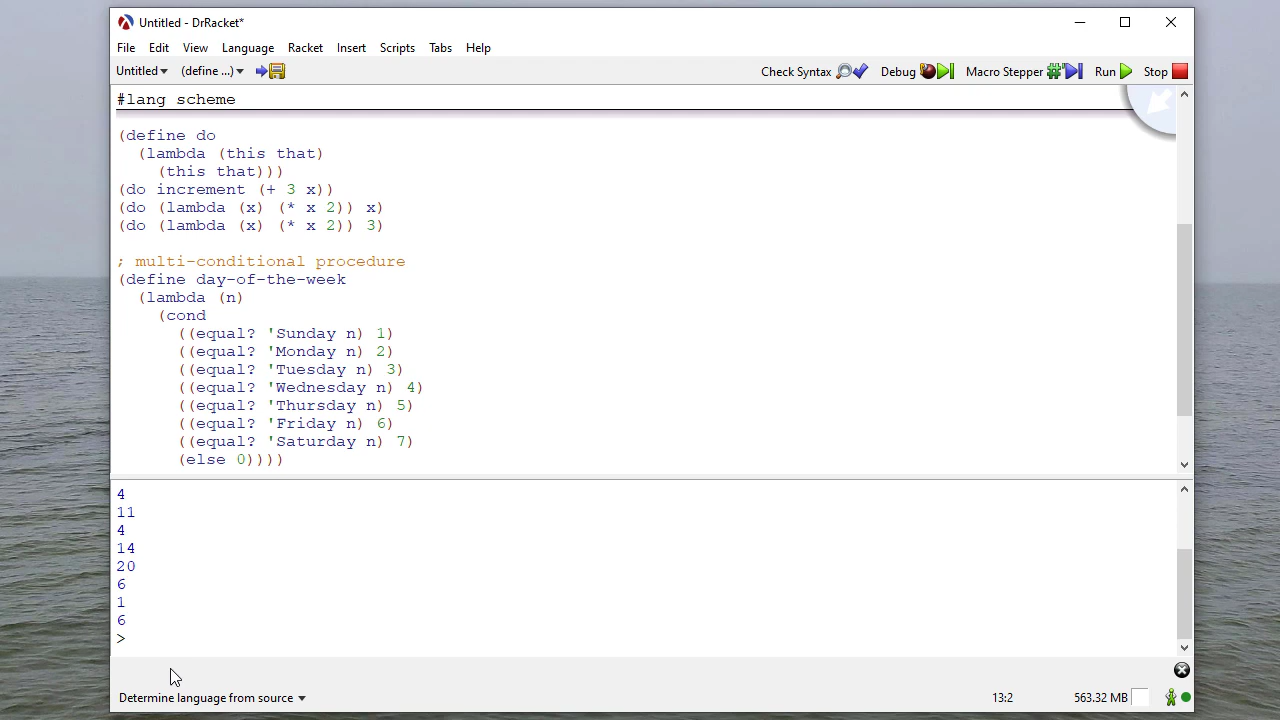 Untitled - DrRacket*
File Edit View Language Racket Insert Scripts Tabs Help
Untitled (define ...) Check Syntax Debug Macro Stepper Run Stop
#lang scheme
(define do
  (lambda (this that)
    (this that)))
(do increment (+ 3 x))
(do (lambda (x) (* x 2)) x)
(do (lambda (x) (* x 2)) 3)
; multi-conditional procedure
(define day-of-the-week
  (lambda (n)
    (cond
      ((equal? 'Sunday n) 1)
      ((equal? 'Monday n) 2)
      ((equal? 'Tuesday n) 3)
      ((equal? 'Wednesday n) 4)
      ((equal? 'Thursday n) 5)
      ((equal? 'Friday n) 6)
      ((equal? 'Saturday n) 7)
      (else 0))))
4
11
4
14
20
6
1
6
>
Determine language from source 13:2 563.32 MB